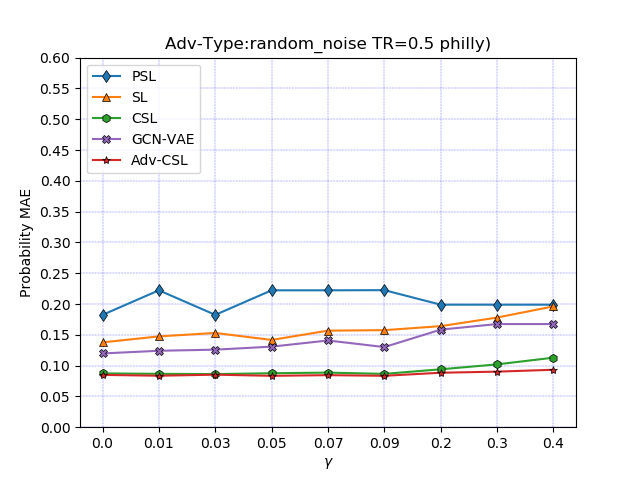 Adv-Type:random_noise TR=0.5 philly)
0.60
0.55
0.50
0.45
0.40
0.35
0.30
0.25
0.20
0.15
0.10
0.05
0.00
Probability MAE
PSL
SL
CSL
GCN-VAE
Adv-CSL
0.0 0.01 0.03 0.05 0.07 0.09 0.2 0.3 0.4
γ